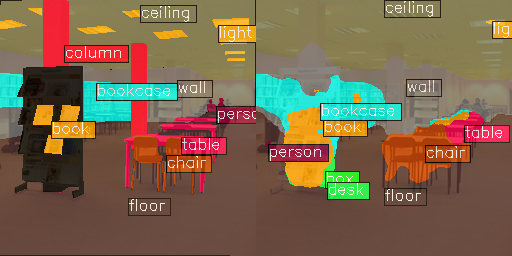 ceiling
light
column
bookcase
wall
book
table
chair
floor
ceiling
wall
bookcase
book
table
person
chair
box
desk
floor